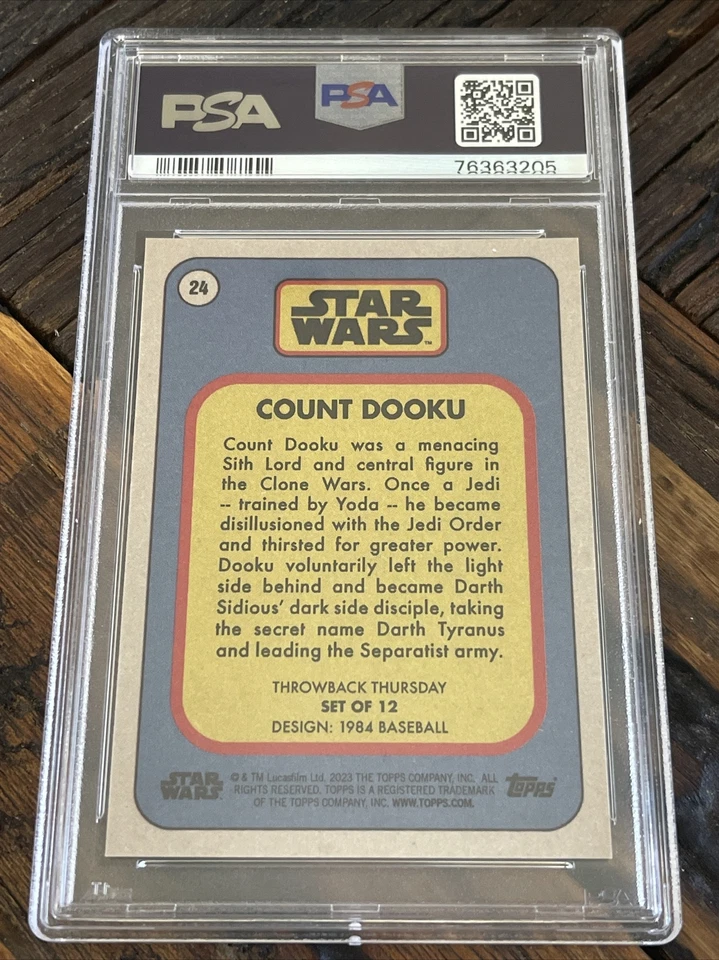 PSA PSA
76363205
24
STAR
WARS™
COUNT DOOKU
Count Dooku was a menacing
Sith Lord and central figure in
the Clone Wars. Once a Jedi
-- trained by Yoda -- he became
disillusioned with the Jedi Order
and thirsted for greater power.
Dooku voluntarily left the light
side behind and became Darth
Sidious’ dark side disciple, taking
the secret name Darth Tyranus
and leading the Separatist army.
THROWBACK THURSDAY
SET OF 12
DESIGN: 1984 BASEBALL
STAR
WARS
© & TM Lucasfilm Ltd. 2023 THE TOPPS COMPANY, INC. ALL
RIGHTS RESERVED. TOPPS IS A REGISTERED TRADEMARK
OF THE TOPPS COMPANY, INC. WWW.TOPPS.COM.
TOPPS